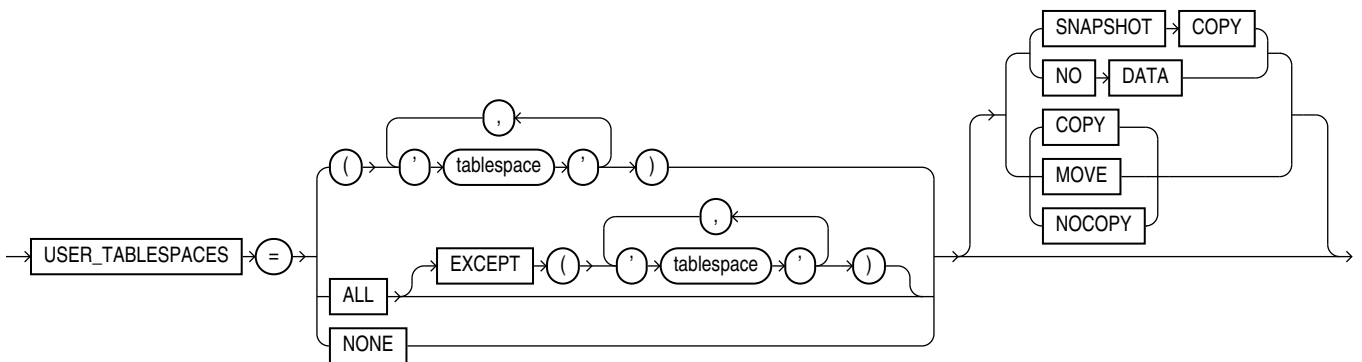 SNAPSHOT COPY
NO DATA
,
COPY
( ' tablespace ' )
MOVE
,
NOCOPY
USER_TABLESPACES =
EXCEPT ( ' tablespace ' )
ALL
NONE